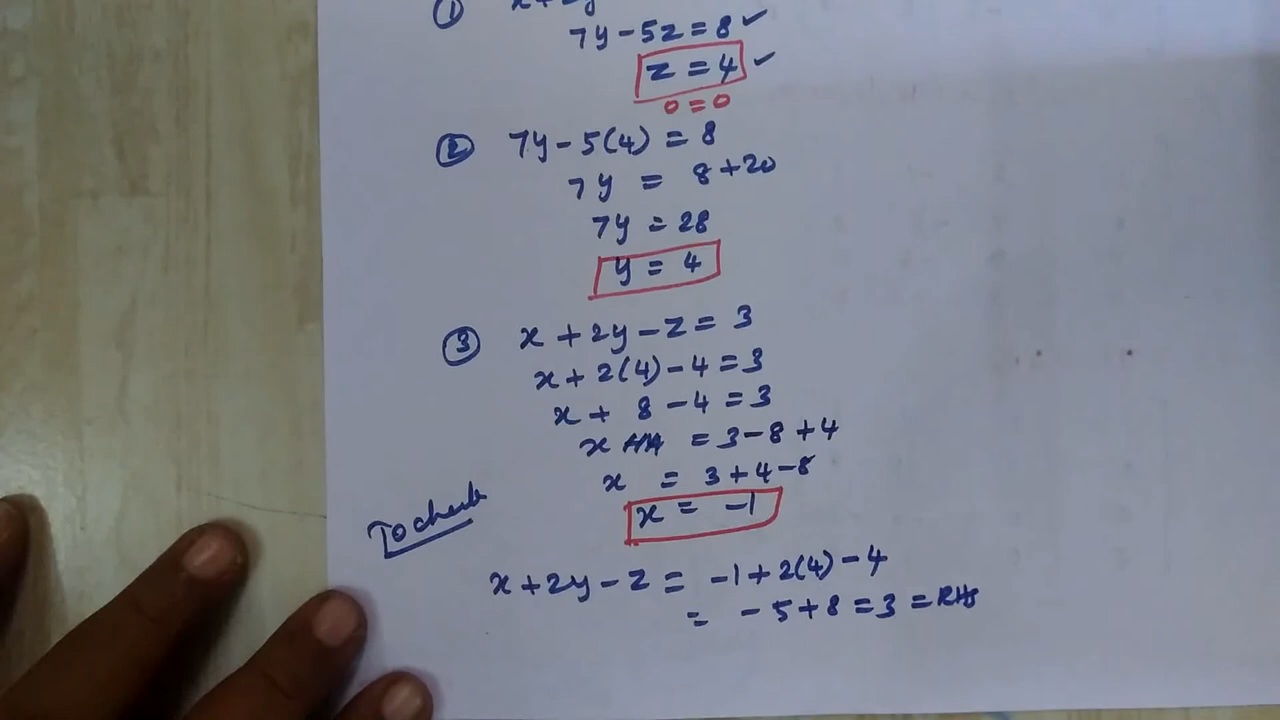 ① x+2y
7y-5z=8 ✓
z=4 ✓
0=0
② 7y-5(4)=8
7y = 8+20
7y=28
y=4
③ x+2y-z=3
x+2(4)-4=3
x+8-4=3
x =3-8+4
x = 3+4-8
x = -1
To check
x+2y-z = -1+2(4)-4
= -5+8=3=RHS